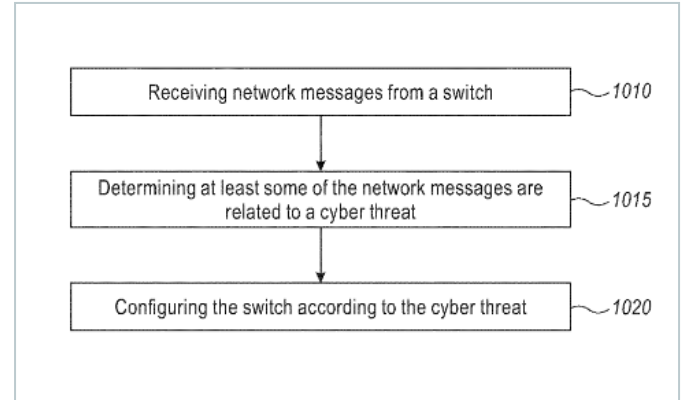 Receiving network messages from a switch
1010
Determining at least some of the network messages are
related to a cyber threat
1015
Configuring the switch according to the cyber threat
1020